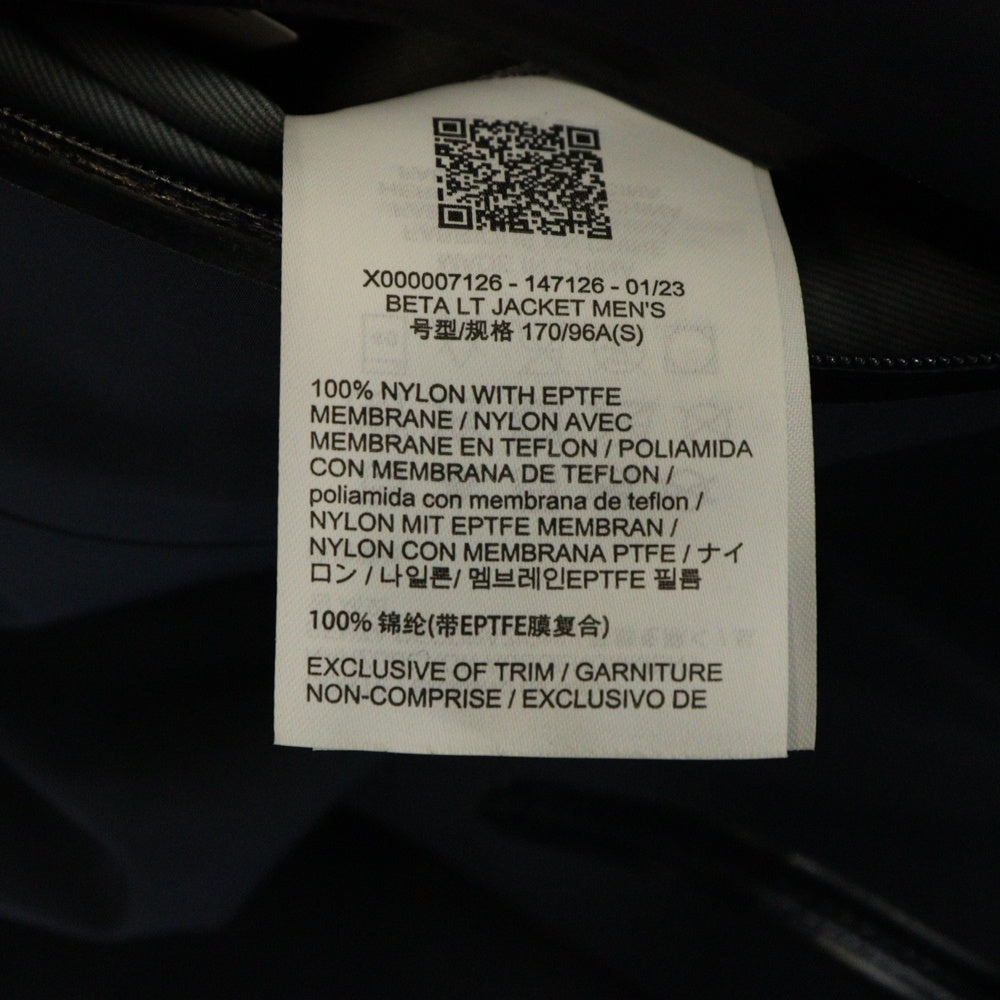 X000007126 - 147126 - 01/23
BETA LT JACKET MEN'S
号型/规格 170/96A(S)
100% NYLON WITH EPTFE
MEMBRANE / NYLON AVEC
MEMBRANE EN TEFLON / POLIAMIDA
CON MEMBRANA DE TEFLON /
poliamida con membrana de teflon /
NYLON MIT EPTFE MEMBRAN /
NYLON CON MEMBRANA PTFE / ナイ
ロン / 나일론/ 멤브레인EPTFE 필름
100% 锦纶(带EPTFE膜复合)
EXCLUSIVE OF TRIM / GARNITURE
NON-COMPRISE / EXCLUSIVO DE